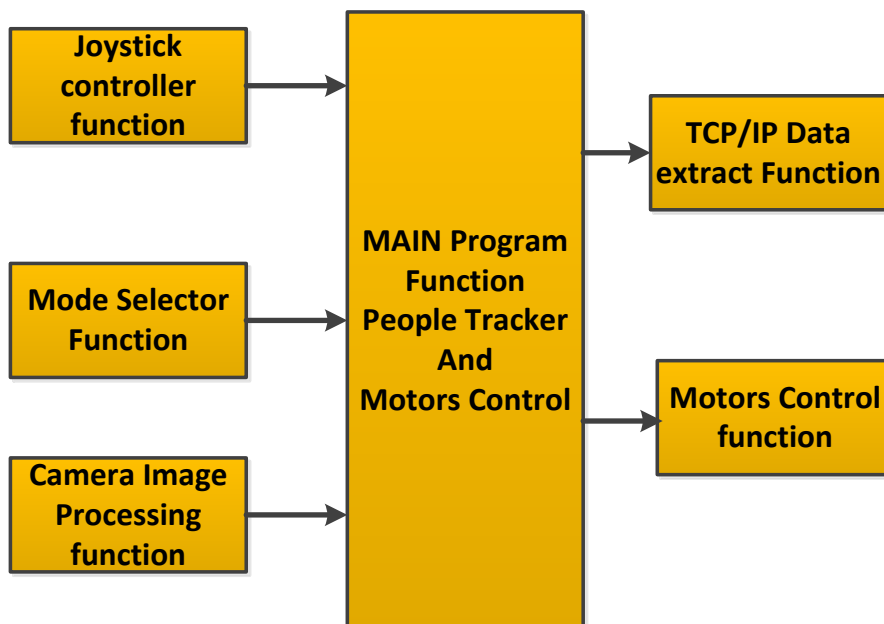 Joystick
controller
function
Mode Selector
Function
Camera Image
Processing
function
MAIN Program
Function
People Tracker
And
Motors Control
TCP/IP Data
extract Function
Motors Control
function